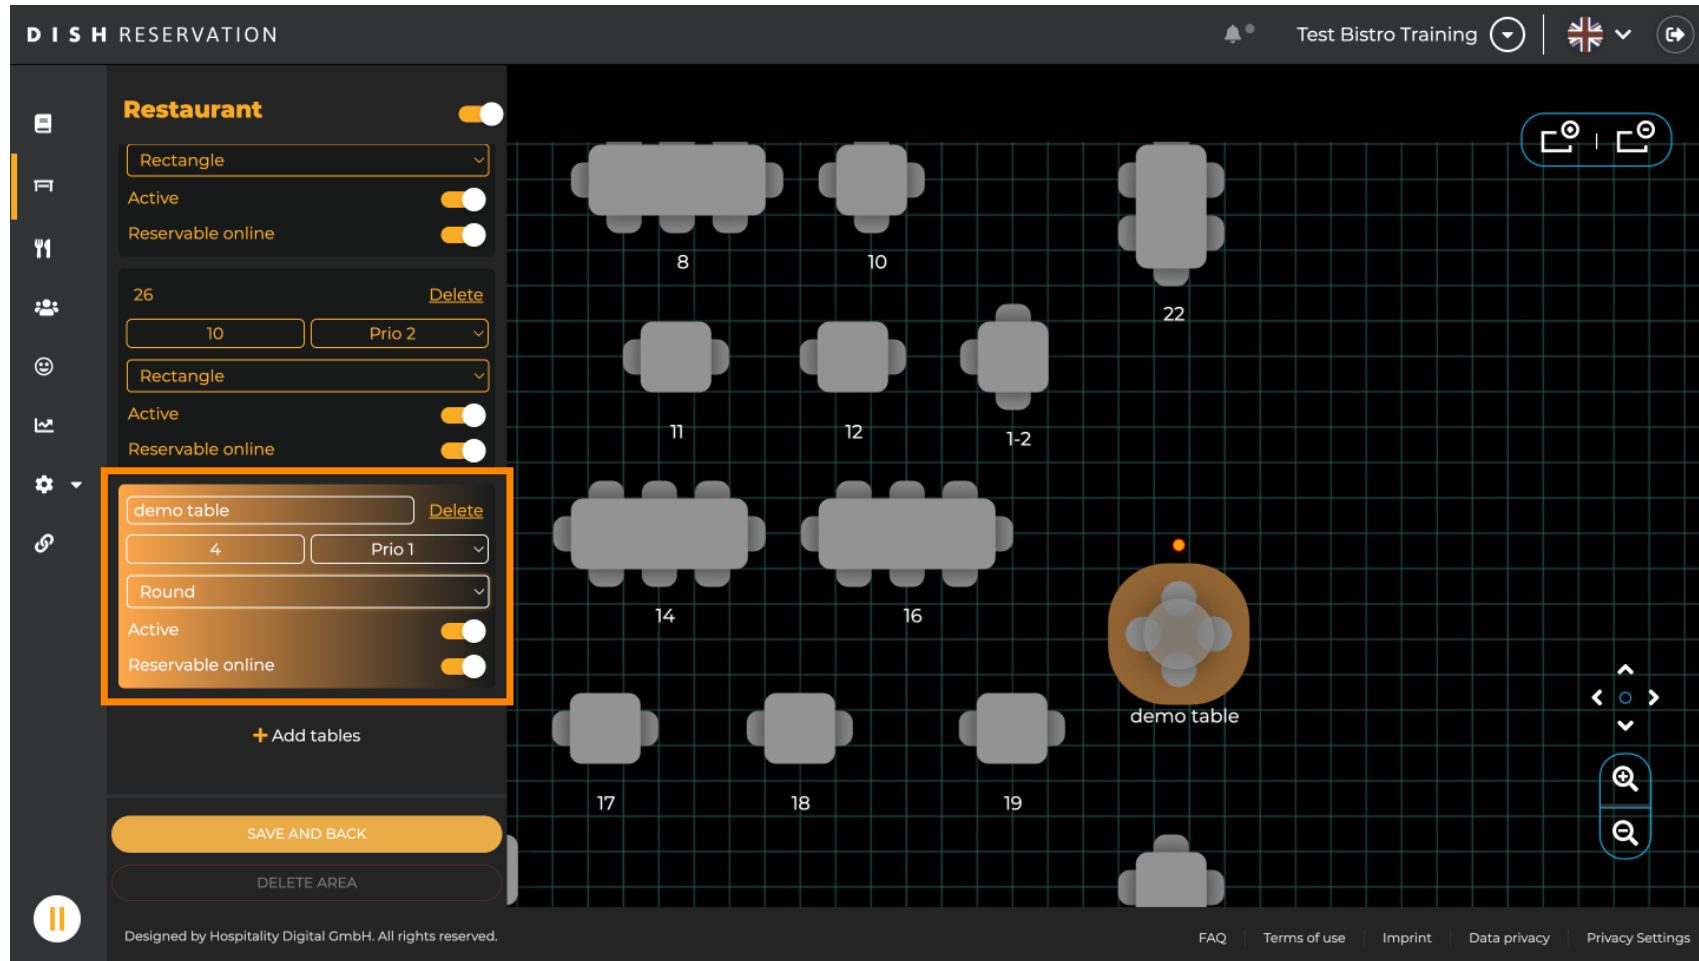 DISH RESERVATION
Test Bistro Training
Restaurant
Rectangle
Active
Reservable online
26 Delete
10 Prio 2
Rectangle
Active
Reservable online
demo table Delete
4 Prio 1
Round
Active
Reservable online
+ Add tables
SAVE AND BACK
DELETE AREA
8
10
22
11
12
1-2
14
16
demo table
17
18
19
Designed by Hospitality Digital GmbH. All rights reserved.
FAQ
Terms of use
Imprint
Data privacy
Privacy Settings